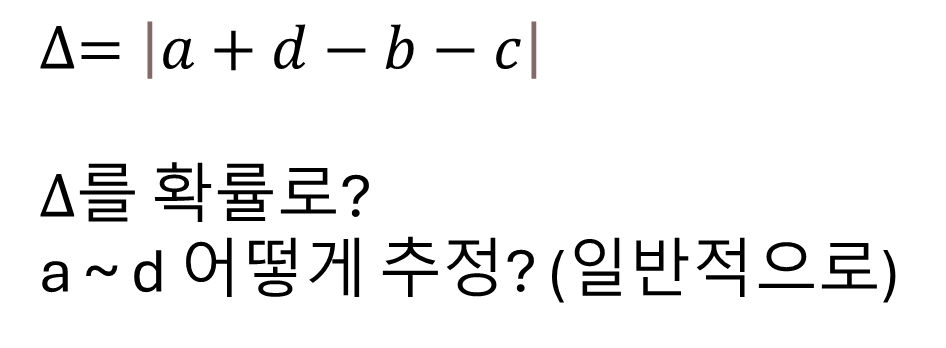 Δ= |a + d − b − c|
Δ를 확률로?
a ~ d 어떻게 추정? (일반적으로)